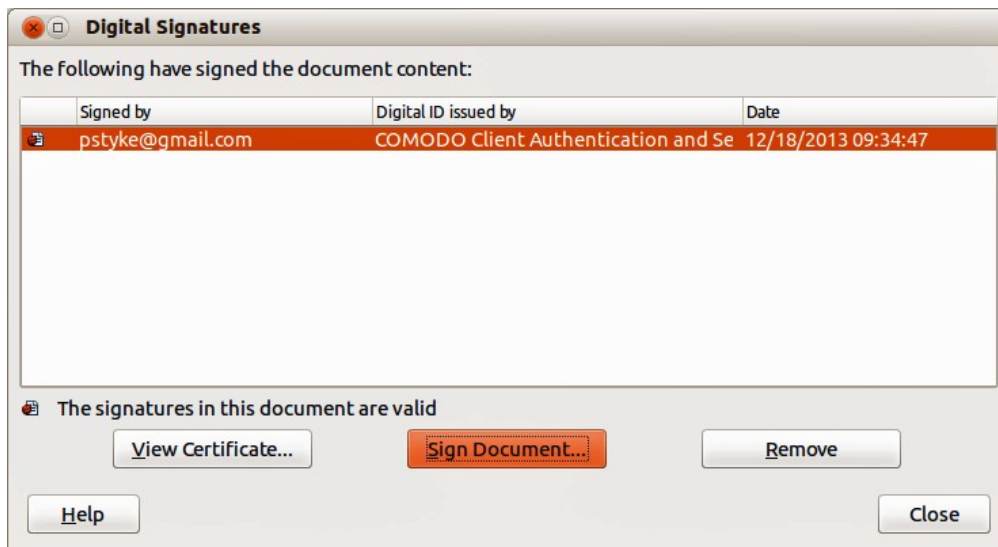 Digital Signatures
The following have signed the document content:
Signed by Digital ID issued by Date
pstyke@gmail.com COMODO Client Authentication and Se 12/18/2013 09:34:47
The signatures in this document are valid
View Certificate... Sign Document... Remove
Help Close